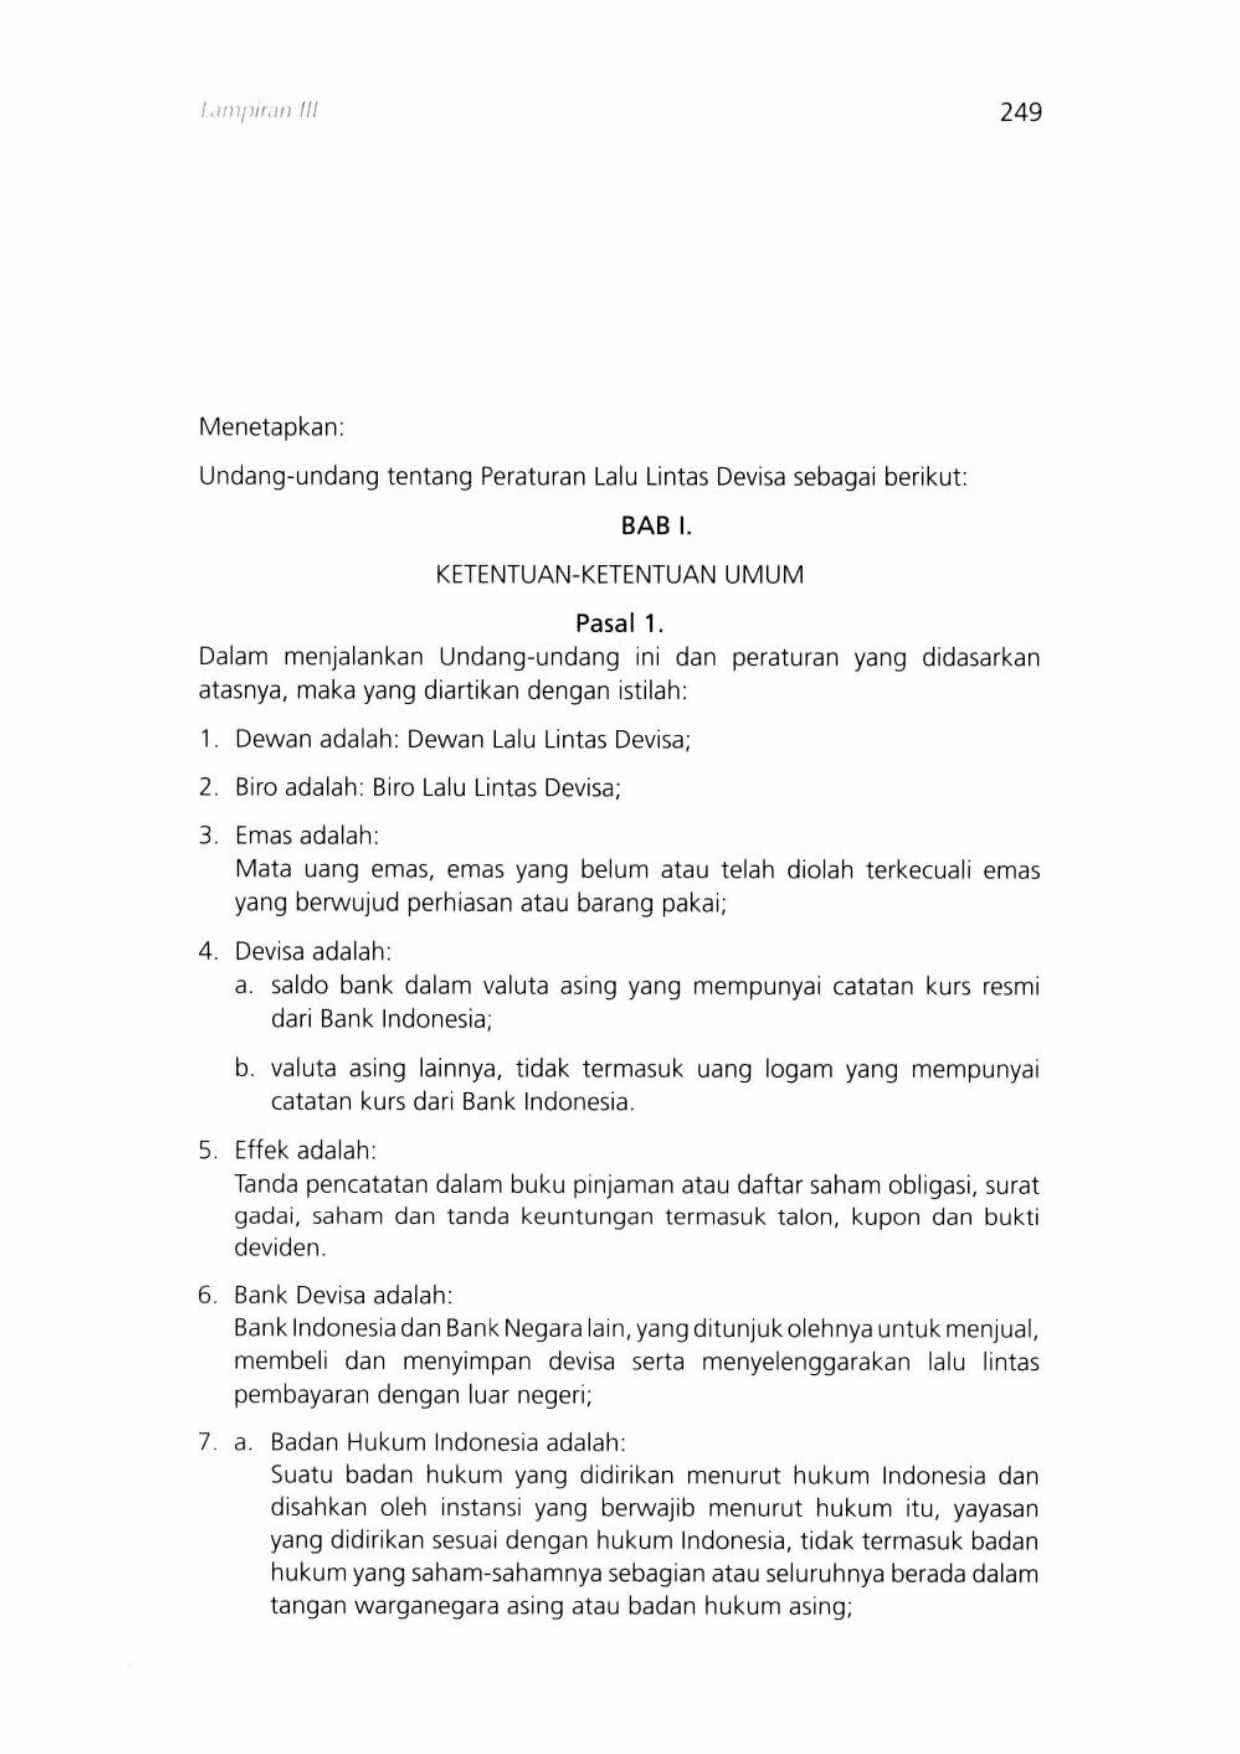 Lampiran III
249
Menetapkan:
Undang-undang tentang Peraturan Lalu Lintas Devisa sebagai berikut:
BAB I.
KETENTUAN-KETENTUAN UMUM
Pasal 1.
Dalam menjalankan Undang-undang ini dan peraturan yang didasarkan
atasnya, maka yang diartikan dengan istilah:
1. Dewan adalah: Dewan Lalu Lintas Devisa;
2. Biro adalah: Biro Lalu Lintas Devisa;
3. Emas adalah:
Mata uang emas, emas yang belum atau telah diolah terkecuali emas
yang berwujud perhiasan atau barang pakai;
4. Devisa adalah:
a. saldo bank dalam valuta asing yang mempunyai catatan kurs resmi
dari Bank Indonesia;
b. valuta asing lainnya, tidak termasuk uang logam yang mempunyai
catatan kurs dari Bank Indonesia.
5. Effek adalah:
Tanda pencatatan dalam buku pinjaman atau daftar saham obligasi, surat
gadai, saham dan tanda keuntungan termasuk talon, kupon dan bukti
deviden.
6. Bank Devisa adalah:
Bank Indonesia dan Bank Negara lain, yang ditunjuk olehnya untuk menjual,
membeli dan menyimpan devisa serta menyelenggarakan lalu lintas
pembayaran dengan luar negeri;
7. a. Badan Hukum Indonesia adalah:
Suatu badan hukum yang didirikan menurut hukum Indonesia dan
disahkan oleh instansi yang berwajib menurut hukum itu, yayasan
yang didirikan sesuai dengan hukum Indonesia, tidak termasuk badan
hukum yang saham-sahamnya sebagian atau seluruhnya berada dalam
tangan warganegara asing atau badan hukum asing;